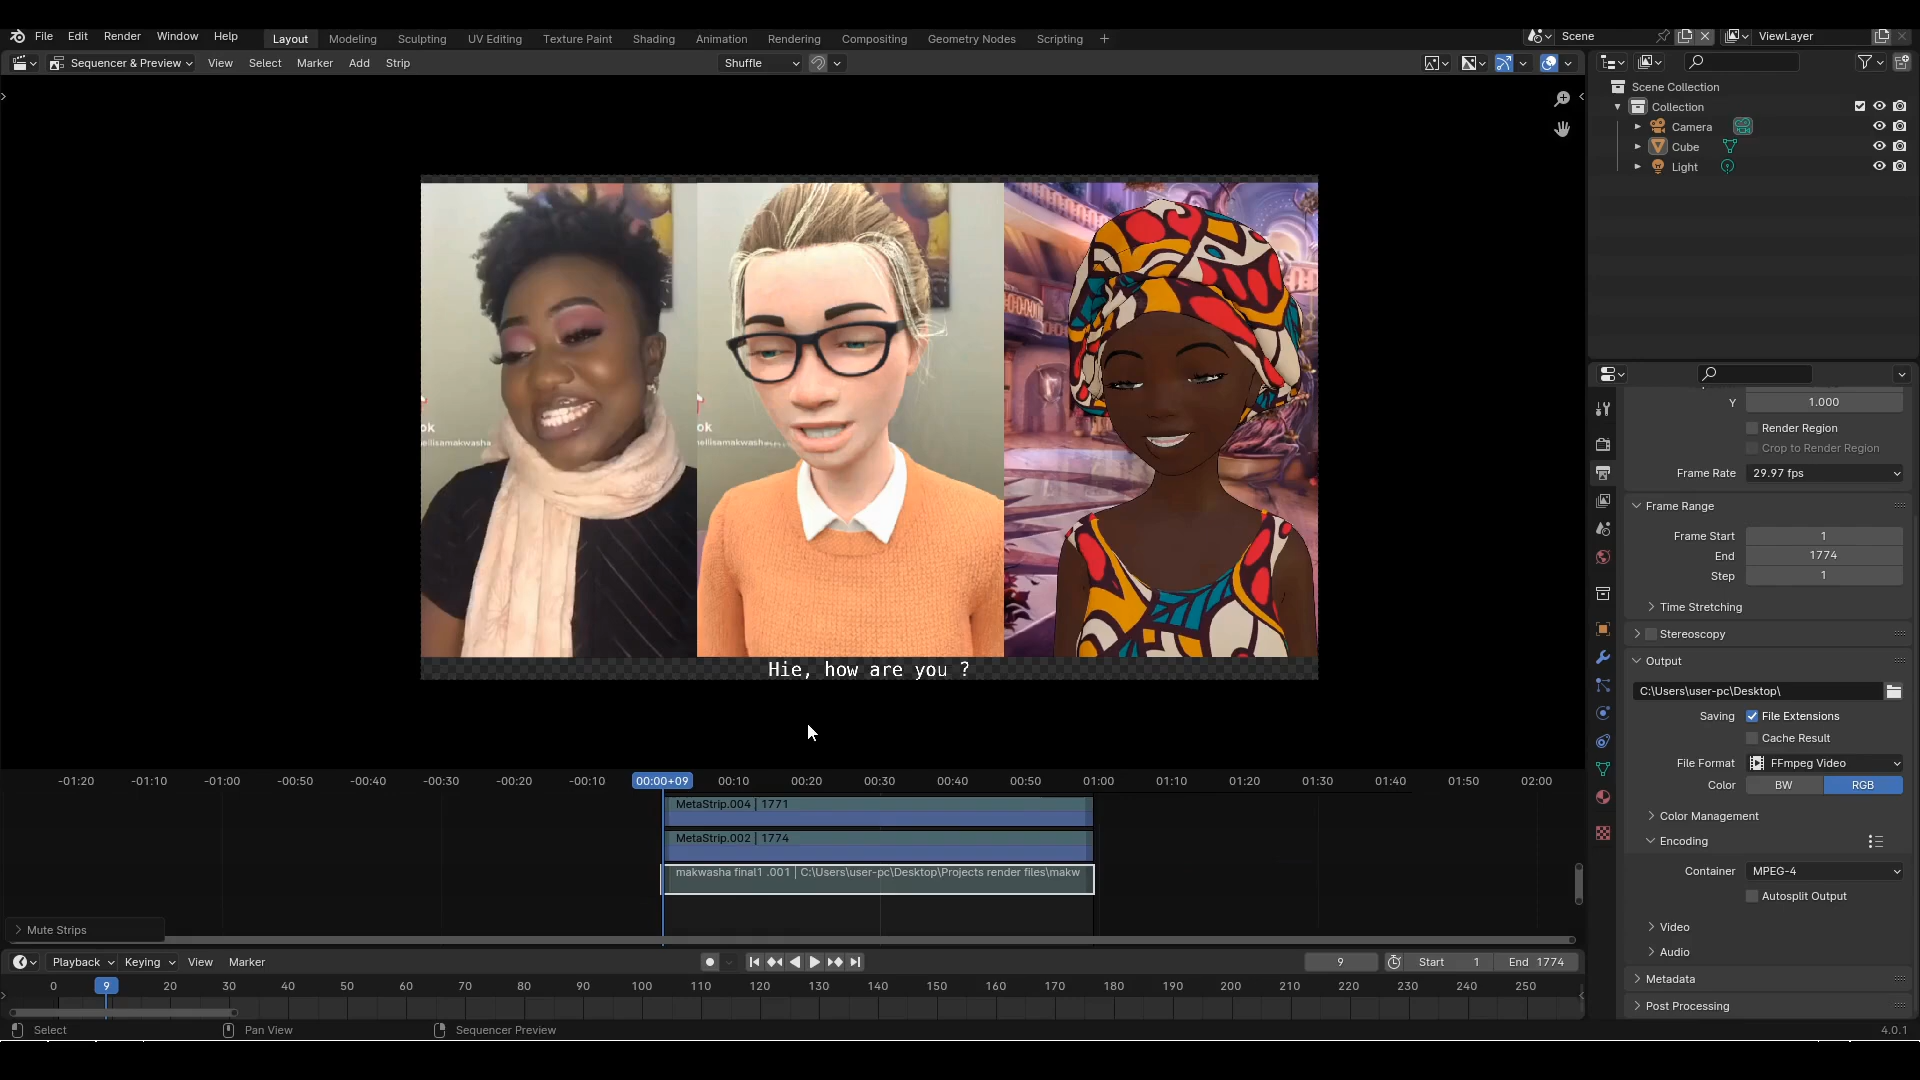 File Edit Render Window Help Layout Modeling Sculpting UV Editing Texture Paint Shading Animation Rendering Compositing Geometry Nodes Scripting + Scene ViewLayer
Sequencer & Preview View Select Marker Add Strip Shuffle
Scene Collection
Collection
Camera
Cube
Light
Y 1.000
Render Region
Crop to Render Region
Frame Rate 29.97 fps
Frame Range
Frame Start 1
End 1774
Step 1
Time Stretching
Stereoscopy
Output
C:\Users\user-pc\Desktop\
Saving File Extensions
Cache Result
File Format FFmpeg Video
Color BW RGB
Color Management
Encoding
Container MPEG-4
Autosplit Output
Video
Audio
Metadata
Post Processing
ok
Hie, how are you ?
-01:20 -01:10 -01:00 -00:50 -00:40 -00:30 -00:20 -00:10 00:00+09 00:10 00:20 00:30 00:40 00:50 01:00 01:10 01:20 01:30 01:40 01:50 02:00
MetaStrip.004 | 1771
MetaStrip.002 | 1774
makwasha final1 .001 | C:\Users\user-pc\Desktop\Projects render files\makw
Mute Strips
Playback Keying View Marker 9 Start 1 End 1774
0 9 20 30 40 50 60 70 80 90 100 110 120 130 140 150 160 170 180 190 200 210 220 230 240 250
Select Pan View Sequencer Preview 4.0.1